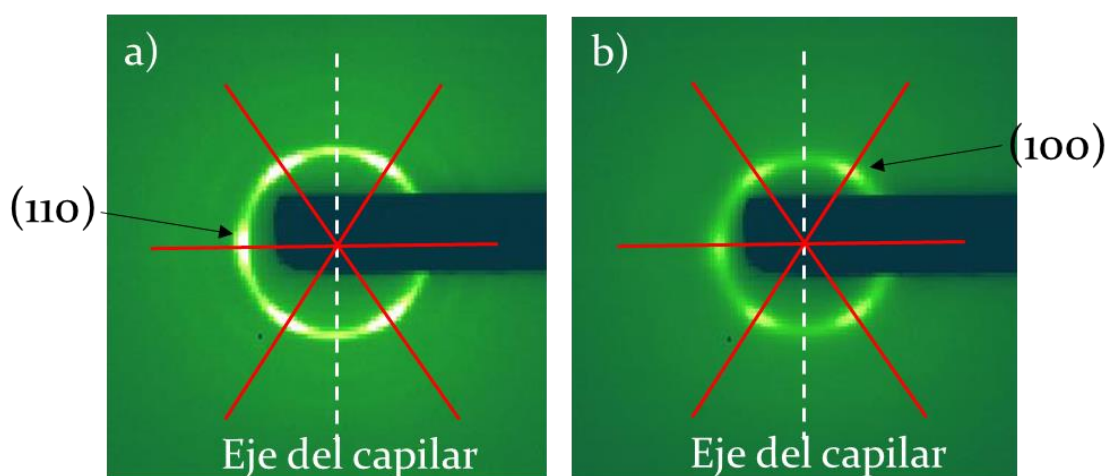 a)
(110)
Eje del capilar
b)
(100)
Eje del capilar